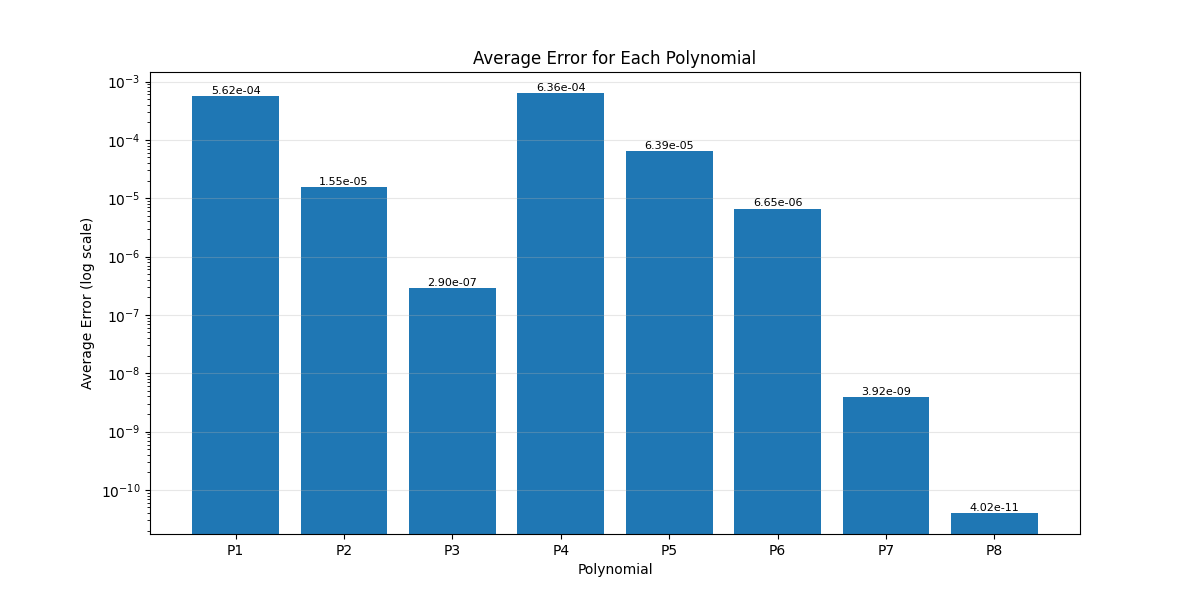 Average Error for Each Polynomial
Average Error (log scale)
10⁻³
10⁻⁴
10⁻⁵
10⁻⁶
10⁻⁷
10⁻⁸
10⁻⁹
10⁻¹⁰
5.62e-04
1.55e-05
2.90e-07
6.36e-04
6.39e-05
6.65e-06
3.92e-09
4.02e-11
P1 P2 P3 P4 P5 P6 P7 P8
Polynomial